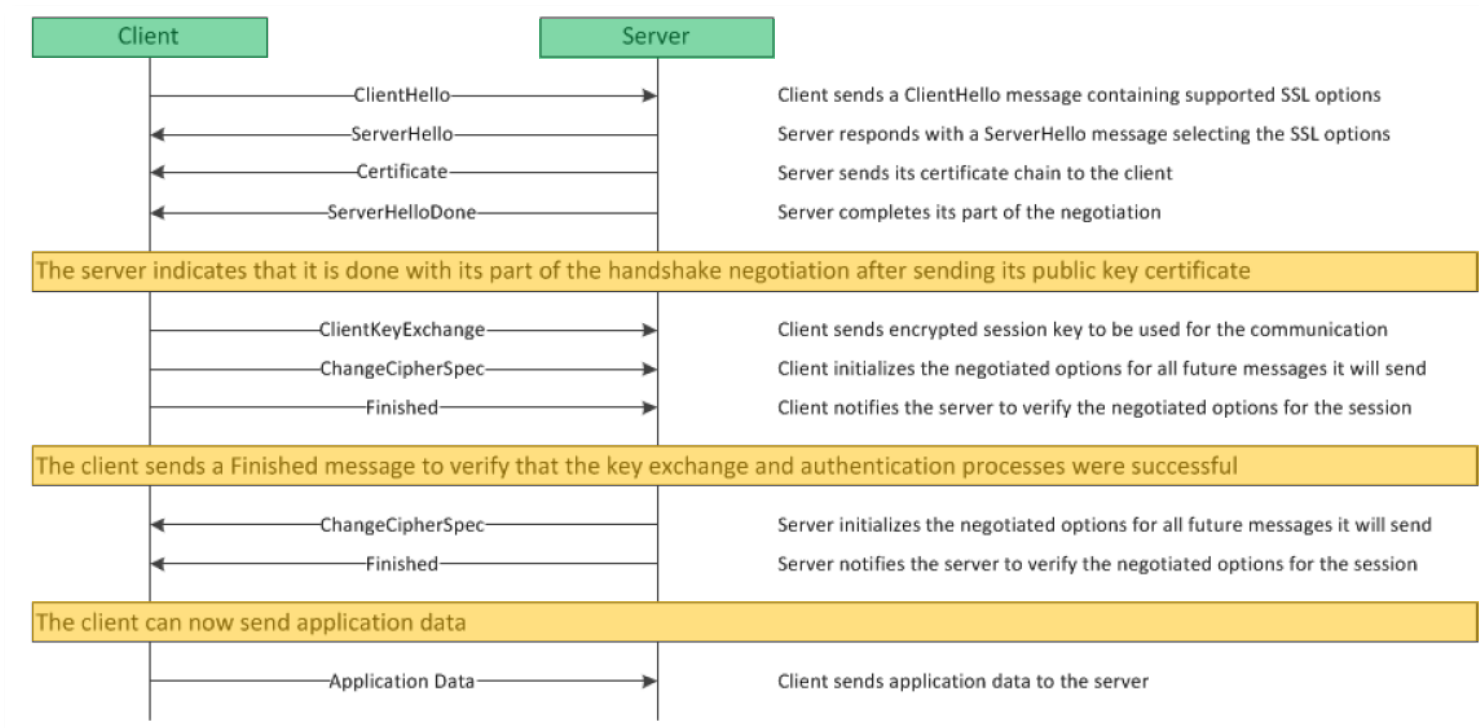 Client Server
ClientHello Client sends a ClientHello message containing supported SSL options
ServerHello Server responds with a ServerHello message selecting the SSL options
Certificate Server sends its certificate chain to the client
ServerHelloDone Server completes its part of the negotiation
The server indicates that it is done with its part of the handshake negotiation after sending its public key certificate
ClientKeyExchange Client sends encrypted session key to be used for the communication
ChangeCipherSpec Client initializes the negotiated options for all future messages it will send
Finished Client notifies the server to verify the negotiated options for the session
The client sends a Finished message to verify that the key exchange and authentication processes were successful
ChangeCipherSpec Server initializes the negotiated options for all future messages it will send
Finished Server notifies the server to verify the negotiated options for the session
The client can now send application data
Application Data Client sends application data to the server